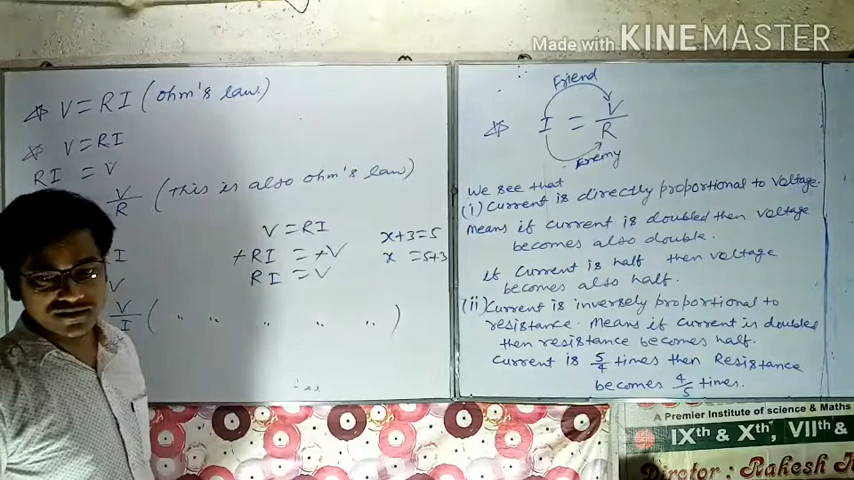 Made with KINEMASTER
☆ V = RI (ohm's law.)
☆ V = RI
RI = V
V/R (This is also ohm's law)
V = RI
+RI = +V
RI = V
x+3=5
x = 5+3
I
V
V/I ( " " " " " )
Friend
☆ I = V/R
Enemy
We see that
(i) Current is directly proportional to voltage.
Means if current is doubled then voltage
becomes also double.
if current is half then voltage
becomes also half.
(ii) Current is inversely proportional to
resistance. Means if current is doubled
then resistance becomes half.
Current is 5/4 times then Resistance
becomes 4/5 times.
A Premier Institute of science & Maths
IXth & Xth, VIIth &
Director : Rakesh